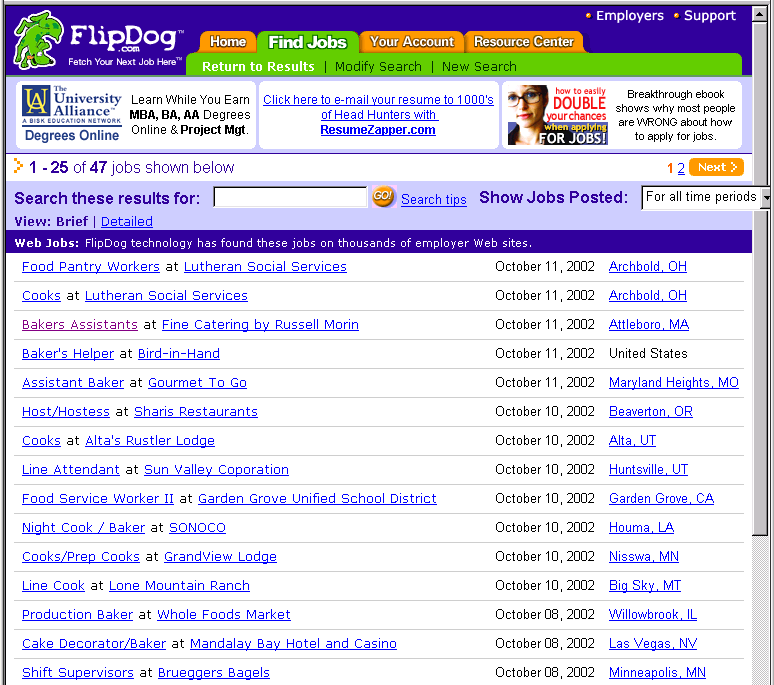 Employers • Support
FlipDog™
.com
Fetch Your Next Job Here™
Home Find Jobs Your Account Resource Center
Return to Results | Modify Search | New Search
The University Alliance™
A BISK EDUCATION NETWORK
Degrees Online
Learn While You Earn
MBA, BA, AA Degrees
Online & Project Mgt.
Click here to e-mail your resume to 1000's
of Head Hunters with
ResumeZapper.com
how to easily
DOUBLE
your chances
when applying
FOR JOBS!
Breakthrough ebook
shows why most people
are WRONG about how
to apply for jobs.
1 - 25 of 47 jobs shown below 1 2 Next >
Search these results for: GO! Search tips Show Jobs Posted: For all time periods
View: Brief | Detailed
Web Jobs: FlipDog technology has found these jobs on thousands of employer Web sites.
Food Pantry Workers at Lutheran Social Services October 11, 2002 Archbold, OH
Cooks at Lutheran Social Services October 11, 2002 Archbold, OH
Bakers Assistants at Fine Catering by Russell Morin October 11, 2002 Attleboro, MA
Baker's Helper at Bird-in-Hand October 11, 2002 United States
Assistant Baker at Gourmet To Go October 11, 2002 Maryland Heights, MO
Host/Hostess at Sharis Restaurants October 10, 2002 Beaverton, OR
Cooks at Alta's Rustler Lodge October 10, 2002 Alta, UT
Line Attendant at Sun Valley Coporation October 10, 2002 Huntsville, UT
Food Service Worker II at Garden Grove Unified School District October 10, 2002 Garden Grove, CA
Night Cook / Baker at SONOCO October 10, 2002 Houma, LA
Cooks/Prep Cooks at GrandView Lodge October 10, 2002 Nisswa, MN
Line Cook at Lone Mountain Ranch October 10, 2002 Big Sky, MT
Production Baker at Whole Foods Market October 08, 2002 Willowbrook, IL
Cake Decorator/Baker at Mandalay Bay Hotel and Casino October 08, 2002 Las Vegas, NV
Shift Supervisors at Brueggers Bagels October 08, 2002 Minneapolis, MN